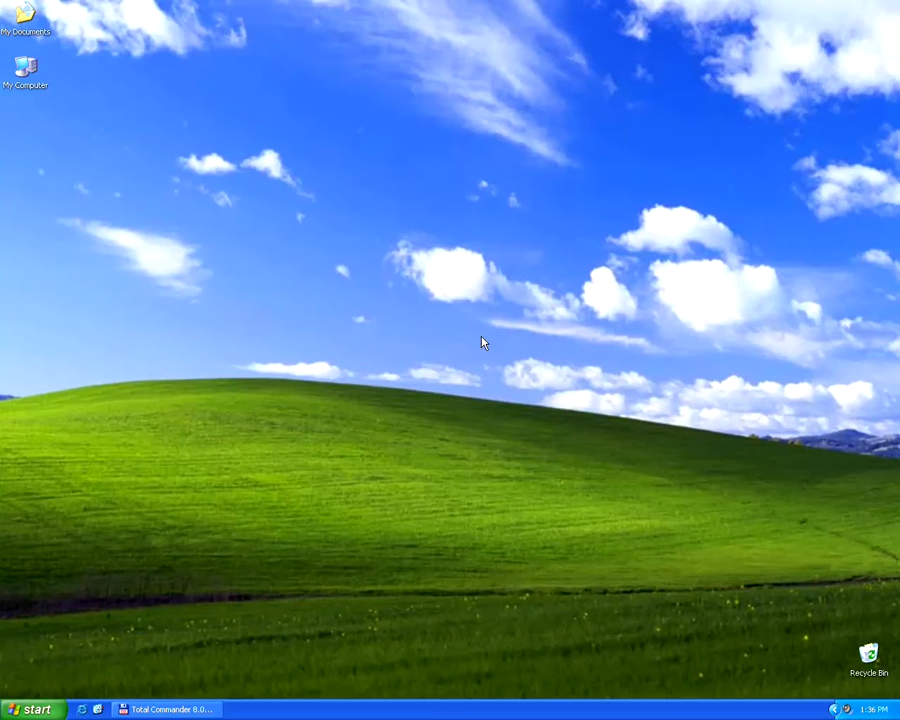 My Documents
My Computer
Recycle Bin
start
Total Commander 8.0...
1:36 PM